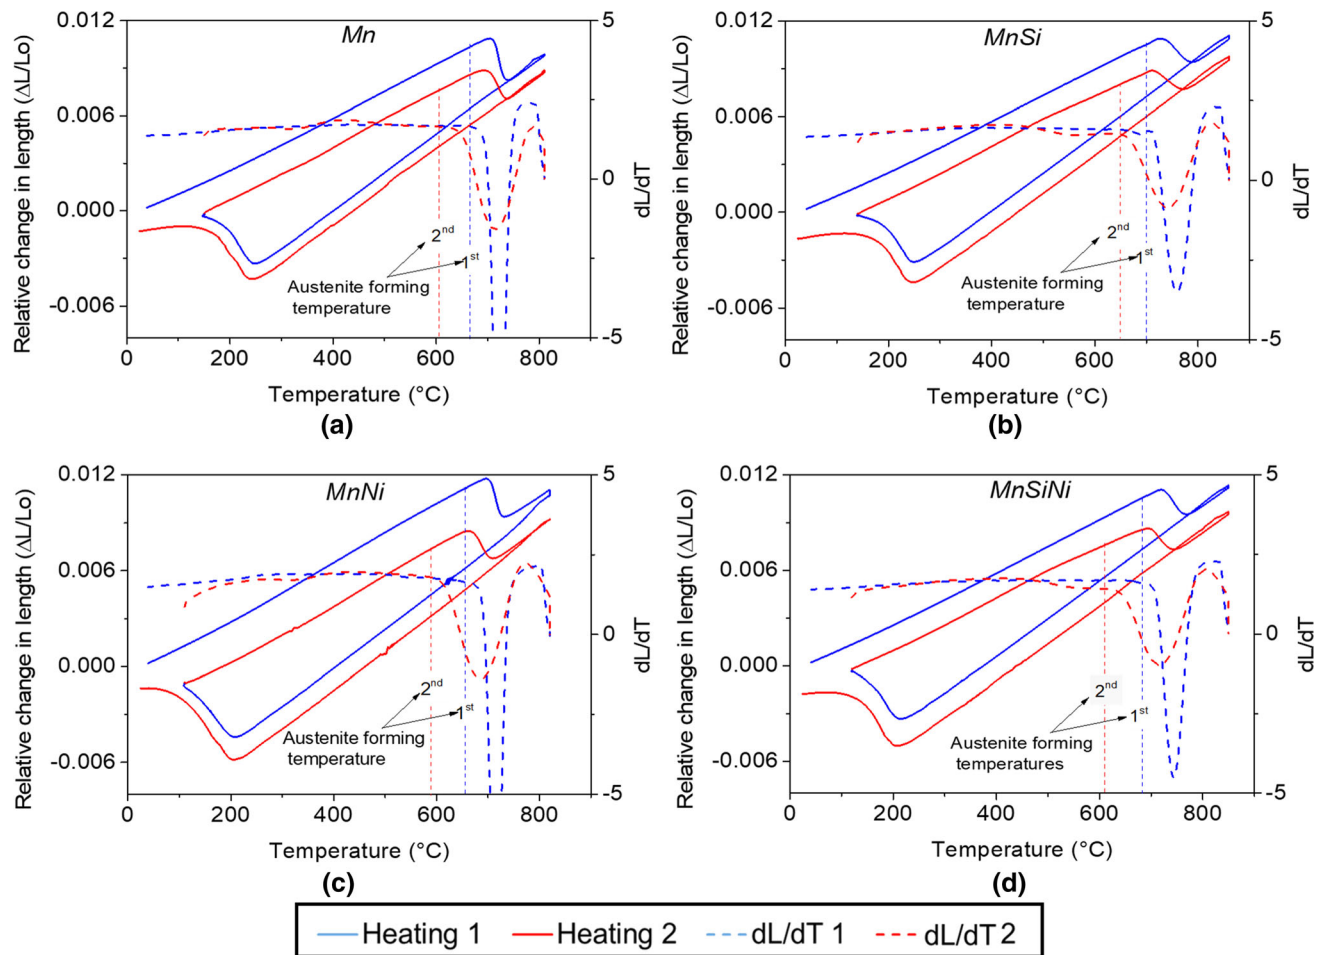 Mn
Relative change in length (ΔL/Lo)
0.012
0.006
0.000
-0.006
5
0
-5
dL/dT
2nd
1st
Austenite forming
temperature
0 200 400 600 800
Temperature (°C)
(a)
MnSi
Relative change in length (ΔL/Lo)
0.012
0.006
0.000
-0.006
5
0
-5
dL/dT
2nd
1st
Austenite forming
temperature
0 200 400 600 800
Temperature (°C)
(b)
MnNi
Relative change in length (ΔL/Lo)
0.012
0.006
0.000
-0.006
5
0
-5
dL/dT
2nd
1st
Austenite forming
temperature
0 200 400 600 800
Temperature (°C)
(c)
MnSiNi
Relative change in length (ΔL/Lo)
0.012
0.006
0.000
-0.006
5
0
-5
dL/dT
2nd
1st
Austenite forming
temperatures
0 200 400 600 800
Temperature (°C)
(d)
Heating 1 Heating 2 dL/dT 1 dL/dT 2